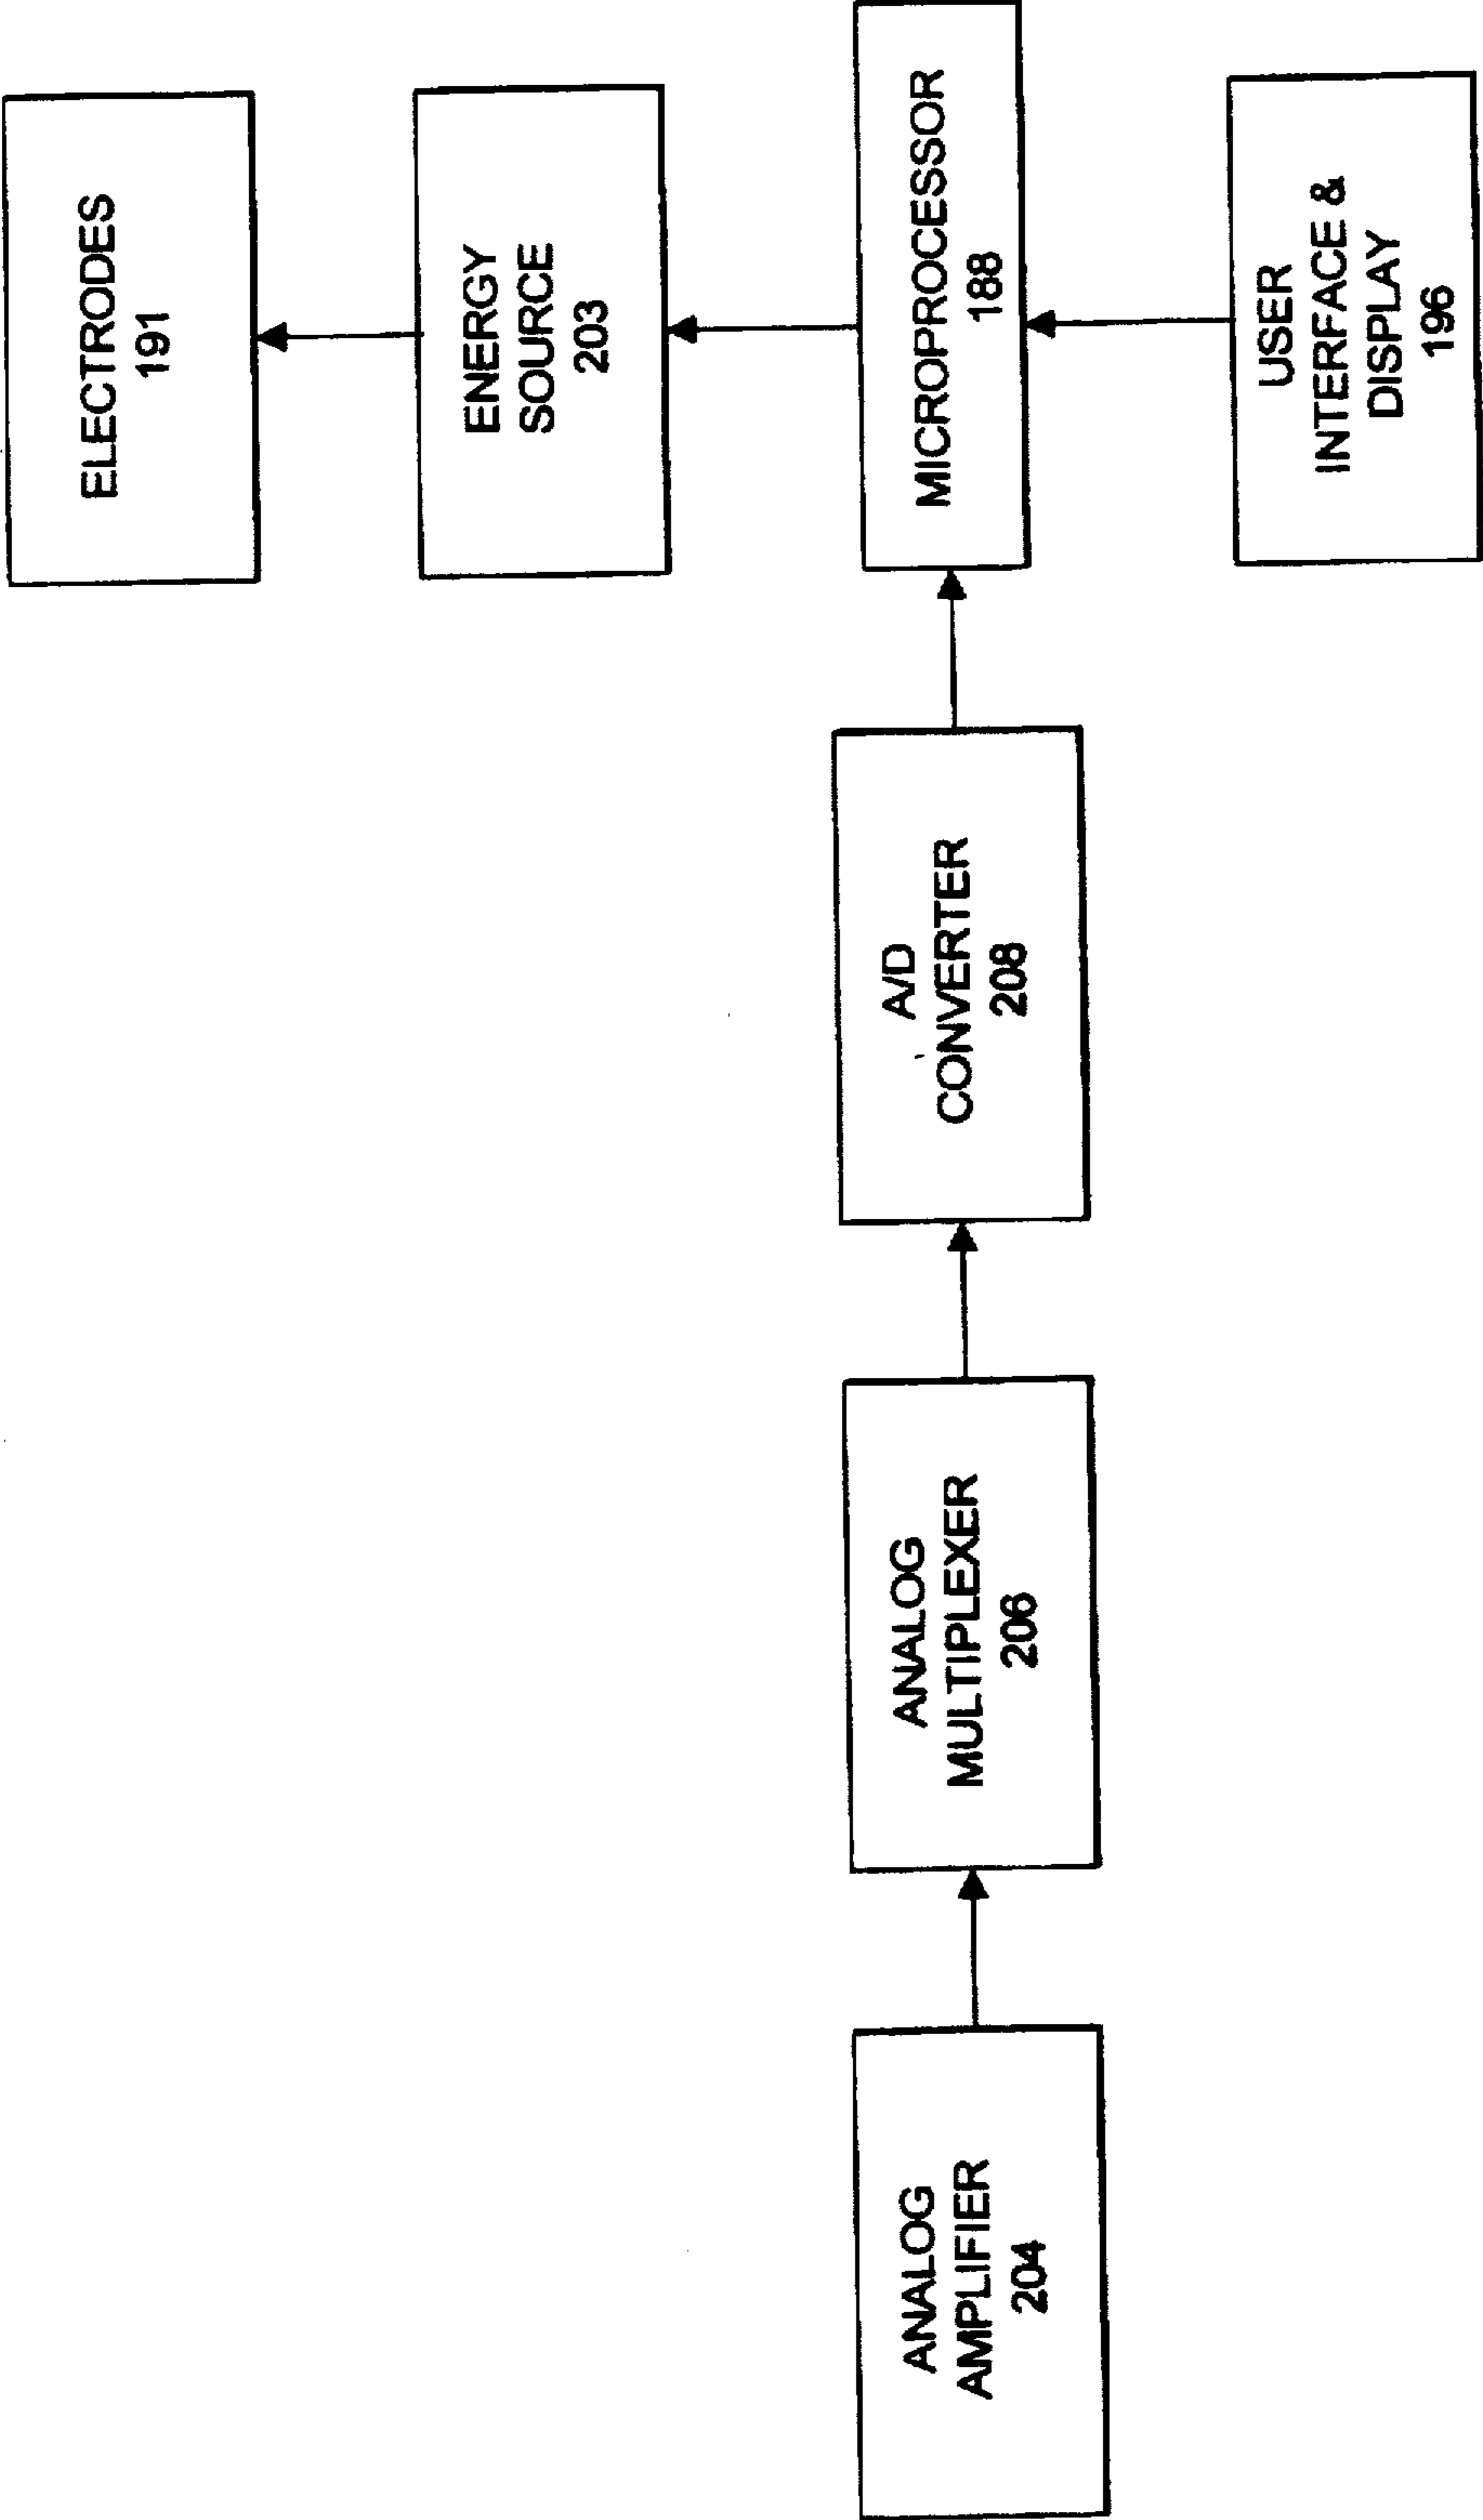 ELECTRODES
191
ENERGY
SOURCE
203
ANALOG
AMPLIFIER
204
ANALOG
MULTIPLEXER
206
A/D
CONVERTER
208
MICROPROCESSOR
188
USER
INTERFACE &
DISPLAY
196